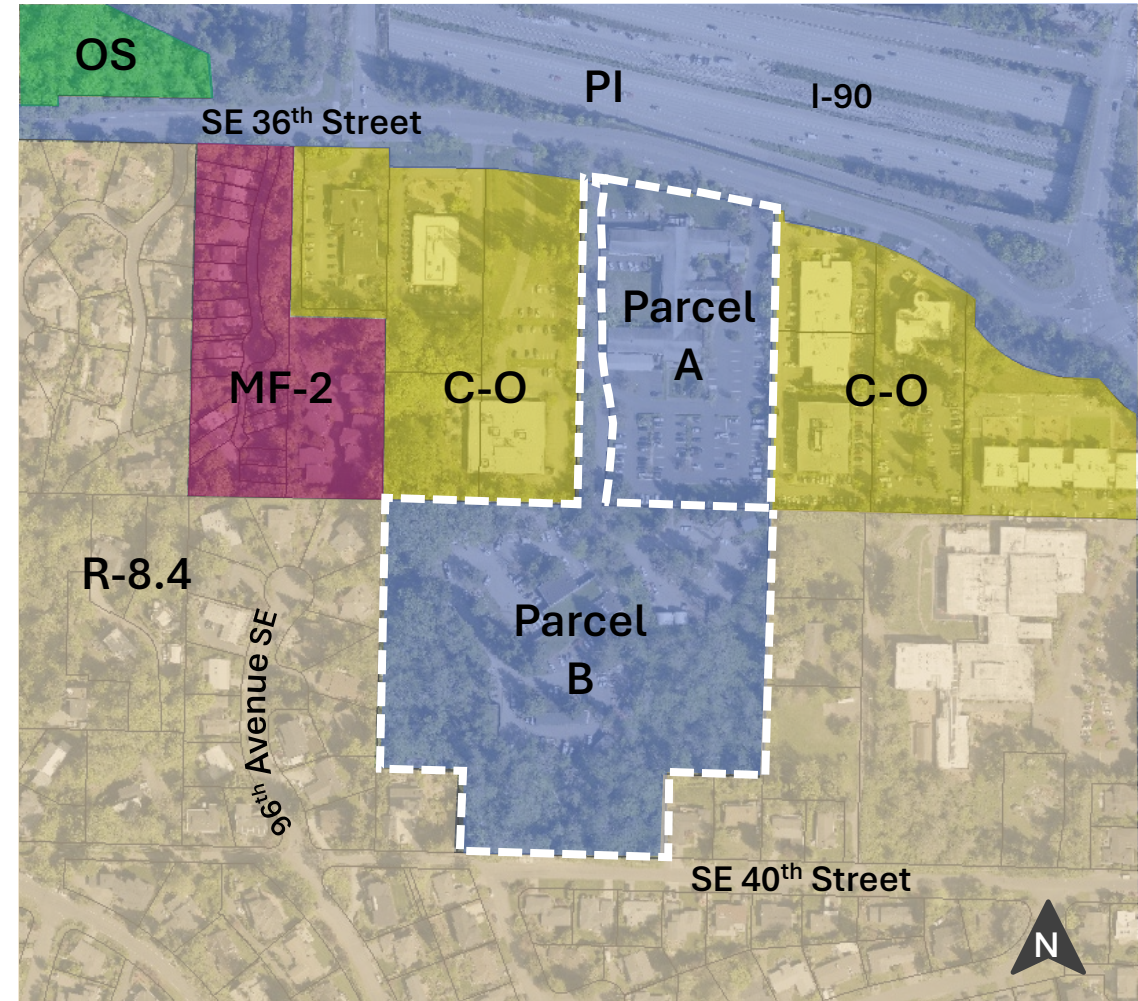 OS
PI
I-90
SE 36th Street
Parcel
A
MF-2
C-O
C-O
R-8.4
Parcel
B
96th Avenue SE
SE 40th Street
N